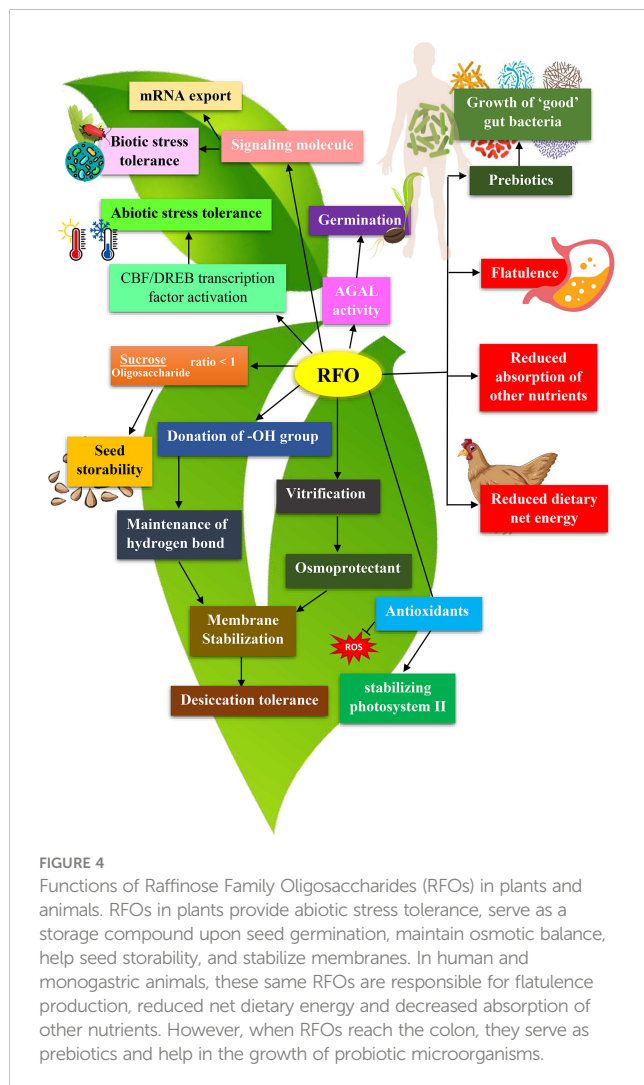 mRNA export
Biotic stress
tolerance
Signaling molecule
Growth of ‘good’
gut bacteria
Prebiotics
Abiotic stress tolerance
Germination
CBF/DREB transcription
factor activation
AGAL
activity
Flatulence
Sucrose
Oligosaccharide
ratio < 1
RFO
Reduced
absorption of
other nutrients
Seed
storability
Donation of -OH group
Vitrification
Reduced dietary
net energy
Maintenance of
hydrogen bond
Osmoprotectant
Membrane
Stabilization
Antioxidants
ROS
Desiccation tolerance
stabilizing
photosystem II
FIGURE 4
Functions of Raffinose Family Oligosaccharides (RFOs) in plants and
animals. RFOs in plants provide abiotic stress tolerance, serve as a
storage compound upon seed germination, maintain osmotic balance,
help seed storability, and stabilize membranes. In human and
monogastric animals, these same RFOs are responsible for flatulence
production, reduced net dietary energy and decreased absorption of
other nutrients. However, when RFOs reach the colon, they serve as
prebiotics and help in the growth of probiotic microorganisms.